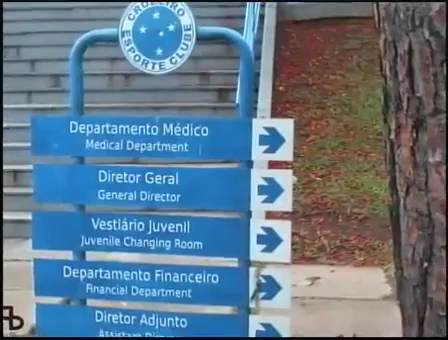 CRUZEIRO
ESPORTE CLUBE
Departamento Médico
Medical Department
Diretor Geral
General Director
Vestiário Juvenil
Juvenile Changing Room
Departamento Financeiro
Financial Department
Diretor Adjunto
Assistant